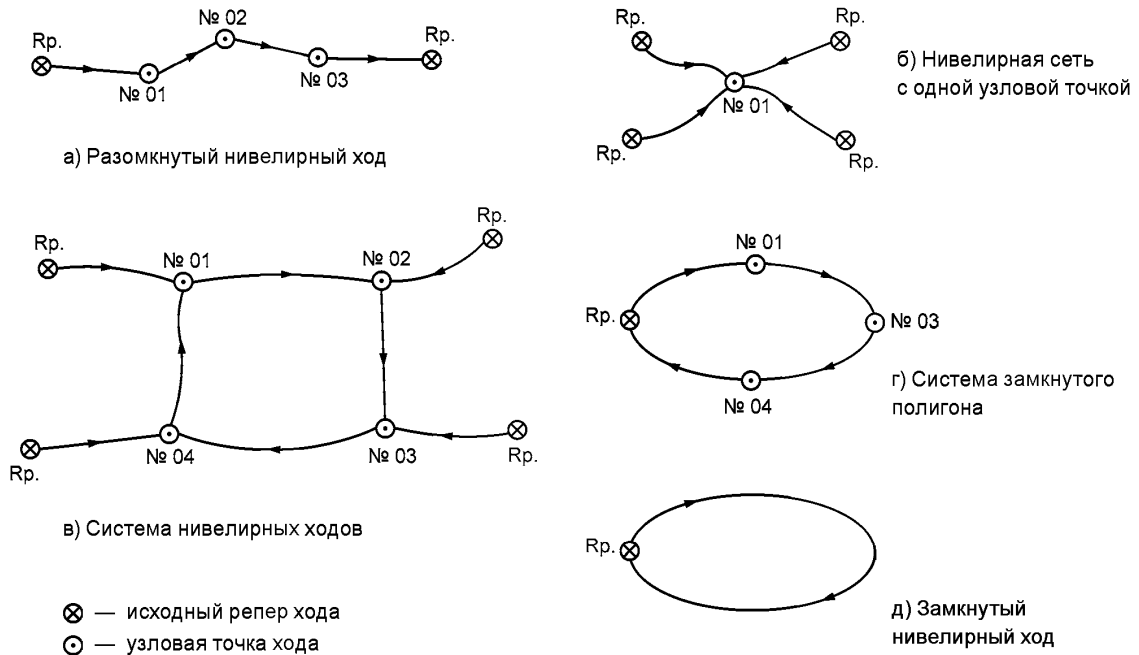 Rp.
№ 01
№ 02
№ 03
Rp.
а) Разомкнутый нивелирный ход
Rp.
Rp.
№ 01
Rp.
Rp.
б) Нивелирная сеть
с одной узловой точкой
Rp.
№ 01
№ 02
Rp.
Rp.
№ 04
№ 03
Rp.
в) Система нивелирных ходов
№ 01
Rp.
№ 03
№ 04
г) Система замкнутого
полигона
Rp.
д) Замкнутый
нивелирный ход
— исходный репер хода
— узловая точка хода